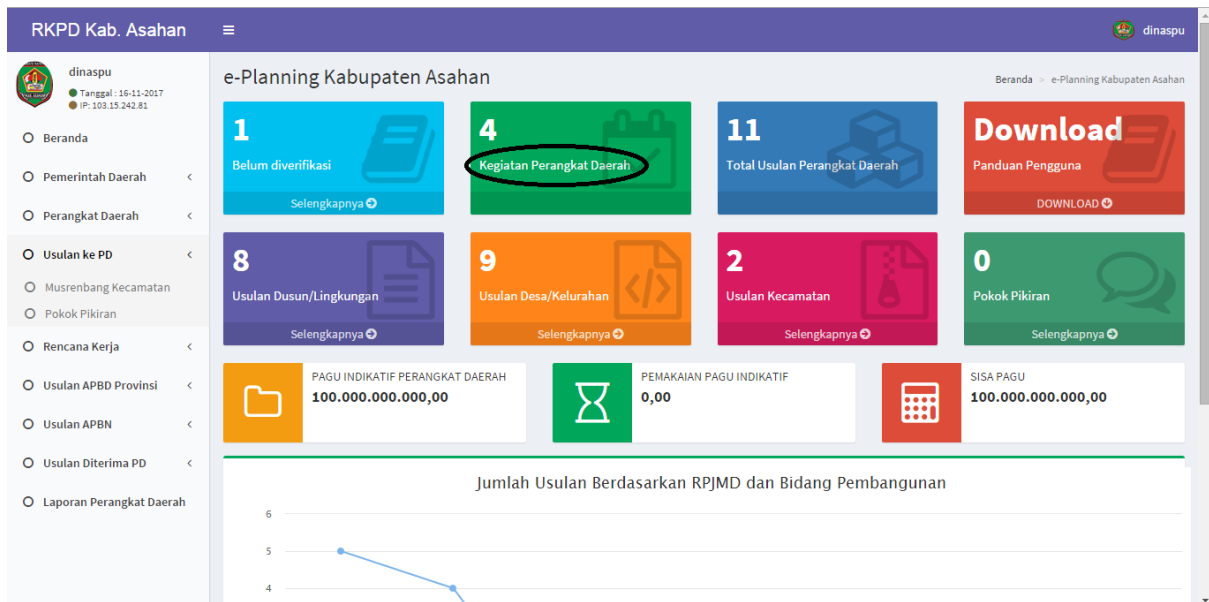 RKPD Kab. Asahan
dinaspu
dinaspu
Tanggal : 16-11-2017
IP: 103.15.242.81
Beranda
Pemerintah Daerah
Perangkat Daerah
Usulan ke PD
Musrenbang Kecamatan
Pokok Pikiran
Rencana Kerja
Usulan APBD Provinsi
Usulan APBN
Usulan Diterima PD
Laporan Perangkat Daerah
e-Planning Kabupaten Asahan
Beranda > e-Planning Kabupaten Asahan
1
Belum diverifikasi
Selengkapnya
4
Kegiatan Perangkat Daerah
11
Total Usulan Perangkat Daerah
Download
Panduan Pengguna
DOWNLOAD
8
Usulan Dusun/Lingkungan
Selengkapnya
9
Usulan Desa/Kelurahan
Selengkapnya
2
Usulan Kecamatan
Selengkapnya
0
Pokok Pikiran
Selengkapnya
PAGU INDIKATIF PERANGKAT DAERAH
100.000.000.000,00
PEMAKAIAN PAGU INDIKATIF
0,00
SISA PAGU
100.000.000.000,00
Jumlah Usulan Berdasarkan RPJMD dan Bidang Pembangunan
6
5
4